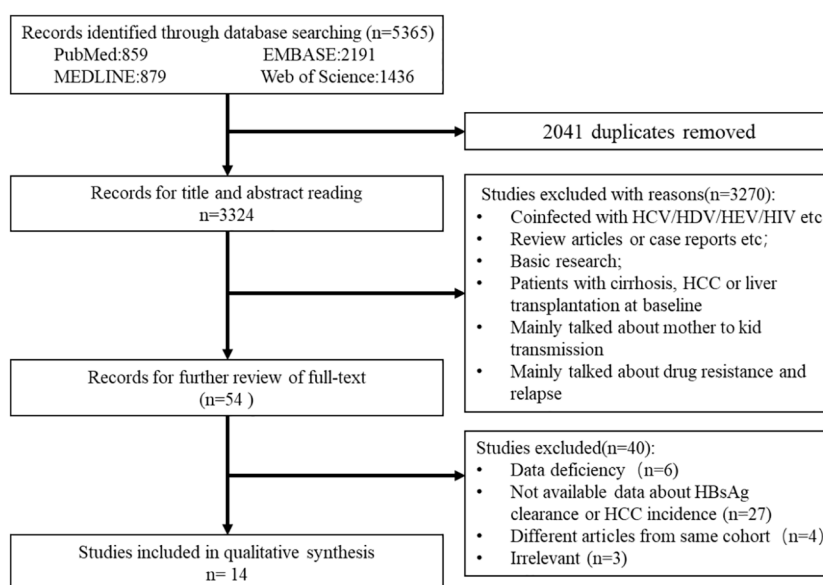 Records identified through database searching (n=5365)
PubMed:859 EMBASE:2191
MEDLINE:879 Web of Science:1436
2041 duplicates removed
Records for title and abstract reading
n=3324
Studies excluded with reasons(n=3270):
• Coinfected with HCV/HDV/HEV/HIV etc
• Review articles or case reports etc;
• Basic research;
• Patients with cirrhosis, HCC or liver
transplantation at baseline
• Mainly talked about mother to kid
transmission
• Mainly talked about drug resistance and
relapse
Records for further review of full-text
(n=54 )
Studies excluded(n=40):
• Data deficiency (n=6)
• Not available data about HBsAg
clearance or HCC incidence (n=27)
• Different articles from same cohort (n=4)
• Irrelevant (n=3)
Studies included in qualitative synthesis
n= 14